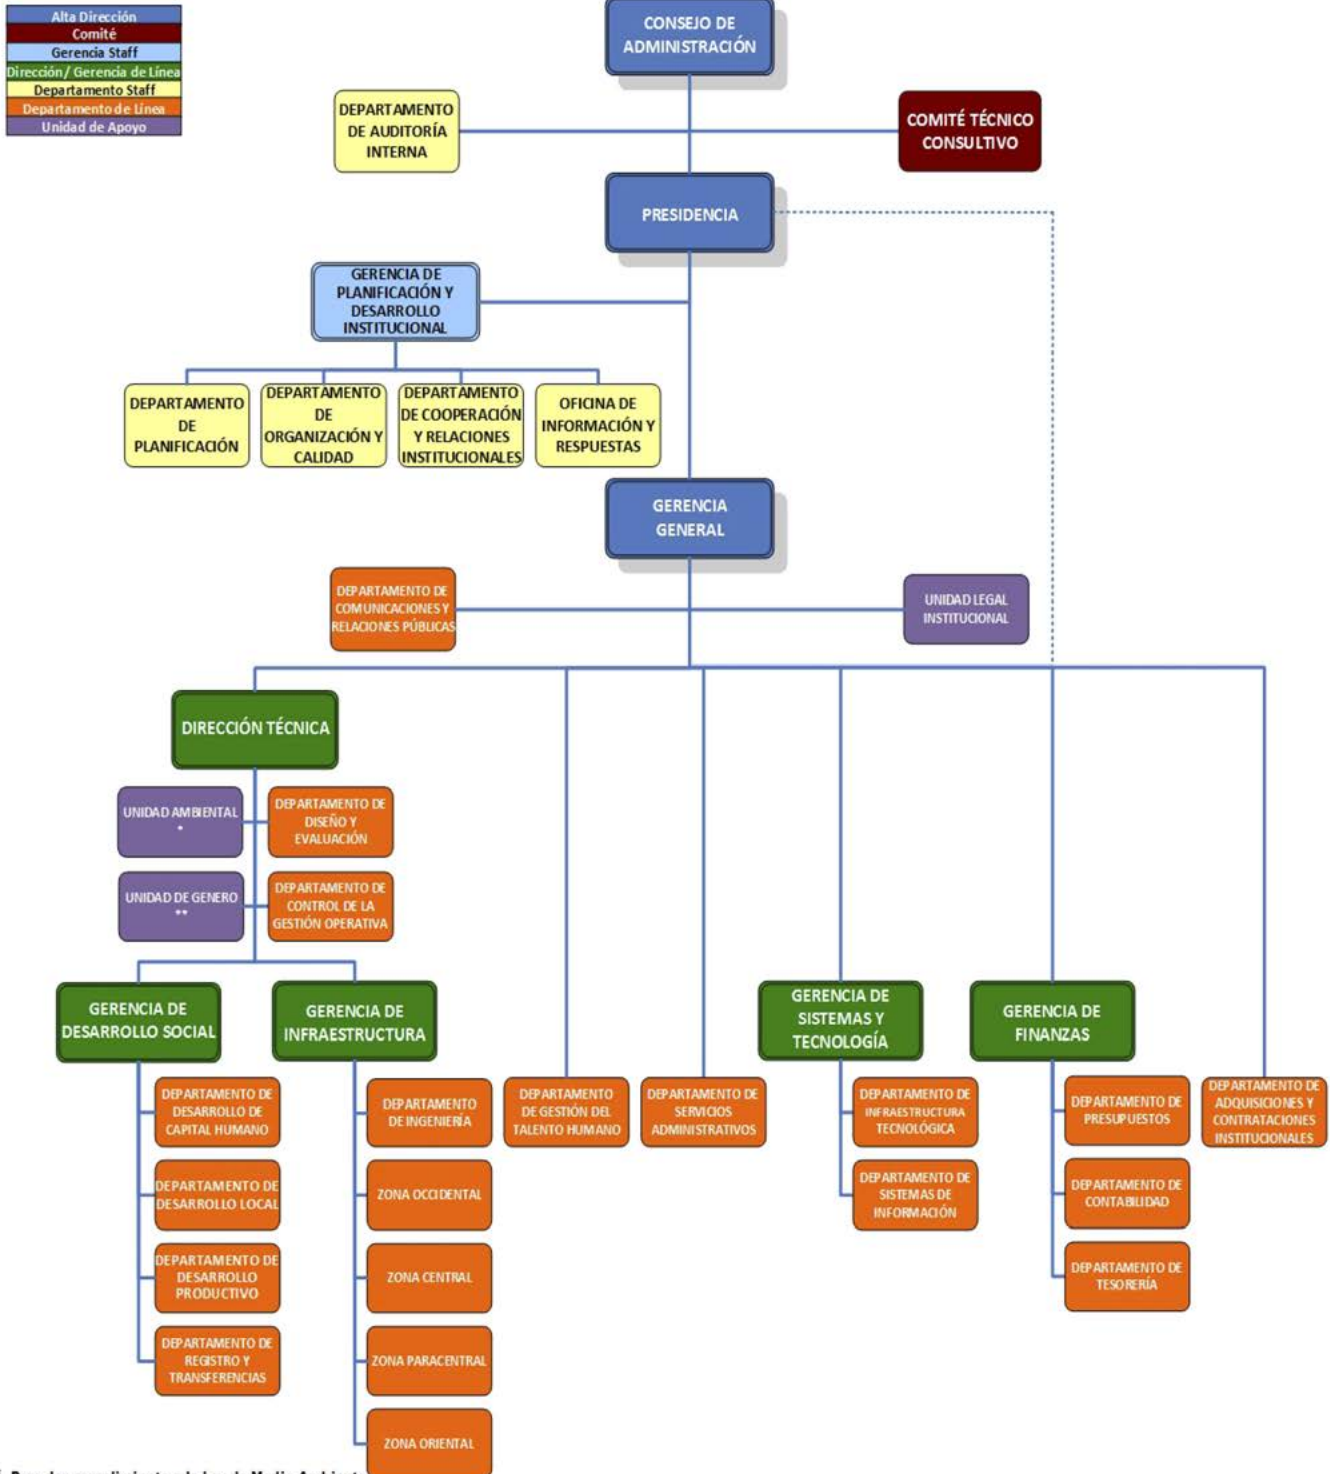 Alta Dirección
Comité
Gerencia Staff
Dirección/ Gerencia de Línea
Departamento Staff
Departamento de Línea
Unidad de Apoyo
CONSEJO DE
ADMINISTRACIÓN
DEPARTAMENTO
DE AUDITORÍA
INTERNA
COMITÉ TÉCNICO
CONSULTIVO
PRESIDENCIA
GERENCIA DE
PLANIFICACIÓN Y
DESARROLLO
INSTITUCIONAL
DEPARTAMENTO
DE
PLANIFICACIÓN
DEPARTAMENTO
DE
ORGANIZACIÓN Y
CALIDAD
DEPARTAMENTO
DE COOPERACIÓN
Y RELACIONES
INSTITUCIONALES
OFICINA DE
INFORMACIÓN Y
RESPUESTAS
GERENCIA
GENERAL
DEPARTAMENTO DE
COMUNICACIONES Y
RELACIONES PÚBLICAS
UNIDAD LEGAL
INSTITUCIONAL
DIRECCIÓN TÉCNICA
UNIDAD AMBIENTAL
*
DEPARTAMENTO DE
DISEÑO Y
EVALUACIÓN
UNIDAD DE GENERO
**
DEPARTAMENTO DE
CONTROL DE LA
GESTIÓN OPERATIVA
GERENCIA DE
DESARROLLO SOCIAL
GERENCIA DE
INFRAESTRUCTURA
GERENCIA DE
SISTEMAS Y
TECNOLOGÍA
GERENCIA DE
FINANZAS
DEPARTAMENTO DE
DESARROLLO DE
CAPITAL HUMANO
DEPARTAMENTO DE
DESARROLLO LOCAL
DEPARTAMENTO DE
DESARROLLO
PRODUCTIVO
DEPARTAMENTO DE
REGISTRO Y
TRANSFERENCIAS
DEPARTAMENTO
DE INGENIERÍA
ZONA OCCIDENTAL
ZONA CENTRAL
ZONA PARACENTRAL
ZONA ORIENTAL
DEPARTAMENTO
DE GESTIÓN DEL
TALENTO HUMANO
DEPARTAMENTO DE
SERVICIOS
ADMINISTRATIVOS
DEPARTAMENTO DE
INFRAESTRUCTURA
TECNOLÓGICA
DEPARTAMENTO DE
SISTEMAS DE
INFORMACIÓN
DEPARTAMENTO DE
PRESUPUESTOS
DEPARTAMENTO DE
CONTABILIDAD
DEPARTAMENTO DE
TESORERÍA
DEPARTAMENTO DE
ADQUISICIONES Y
CONTRATACIONES
INSTITUCIONALES